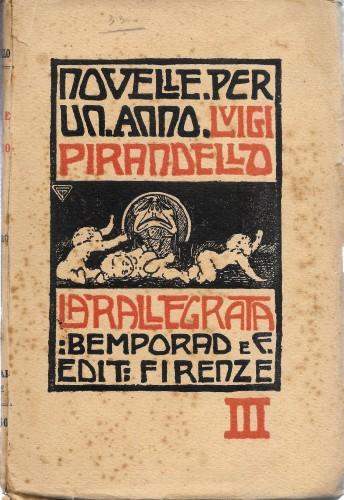 NOVELLE.PER
UN.ANNO.LUIGI
PIRANDELLO
LA RALLEGRATA
:BEMPORAD E F.
EDIT: FIRENZE
III